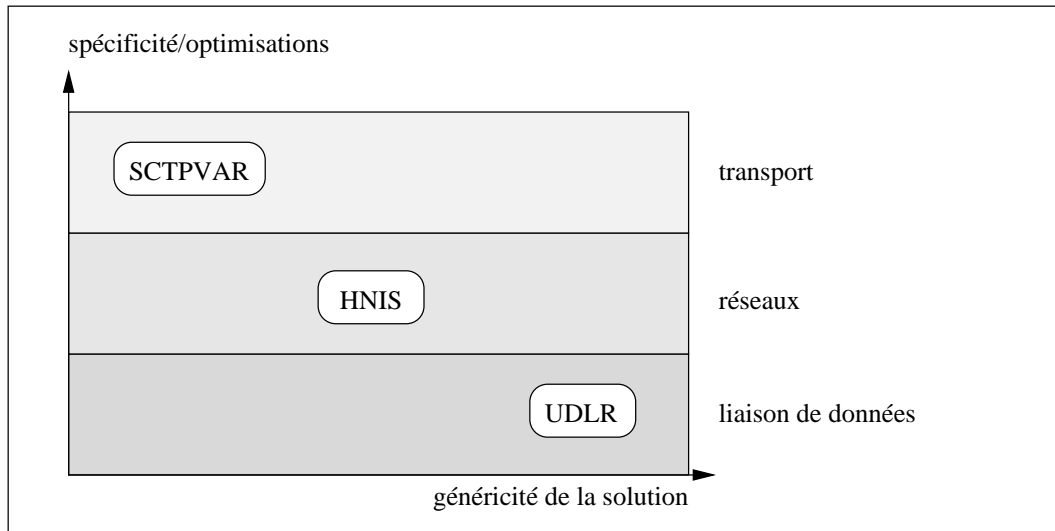 spécificité/optimisations
SCTPVAR
transport
HNIS
réseaux
UDLR
liaison de données
généricité de la solution